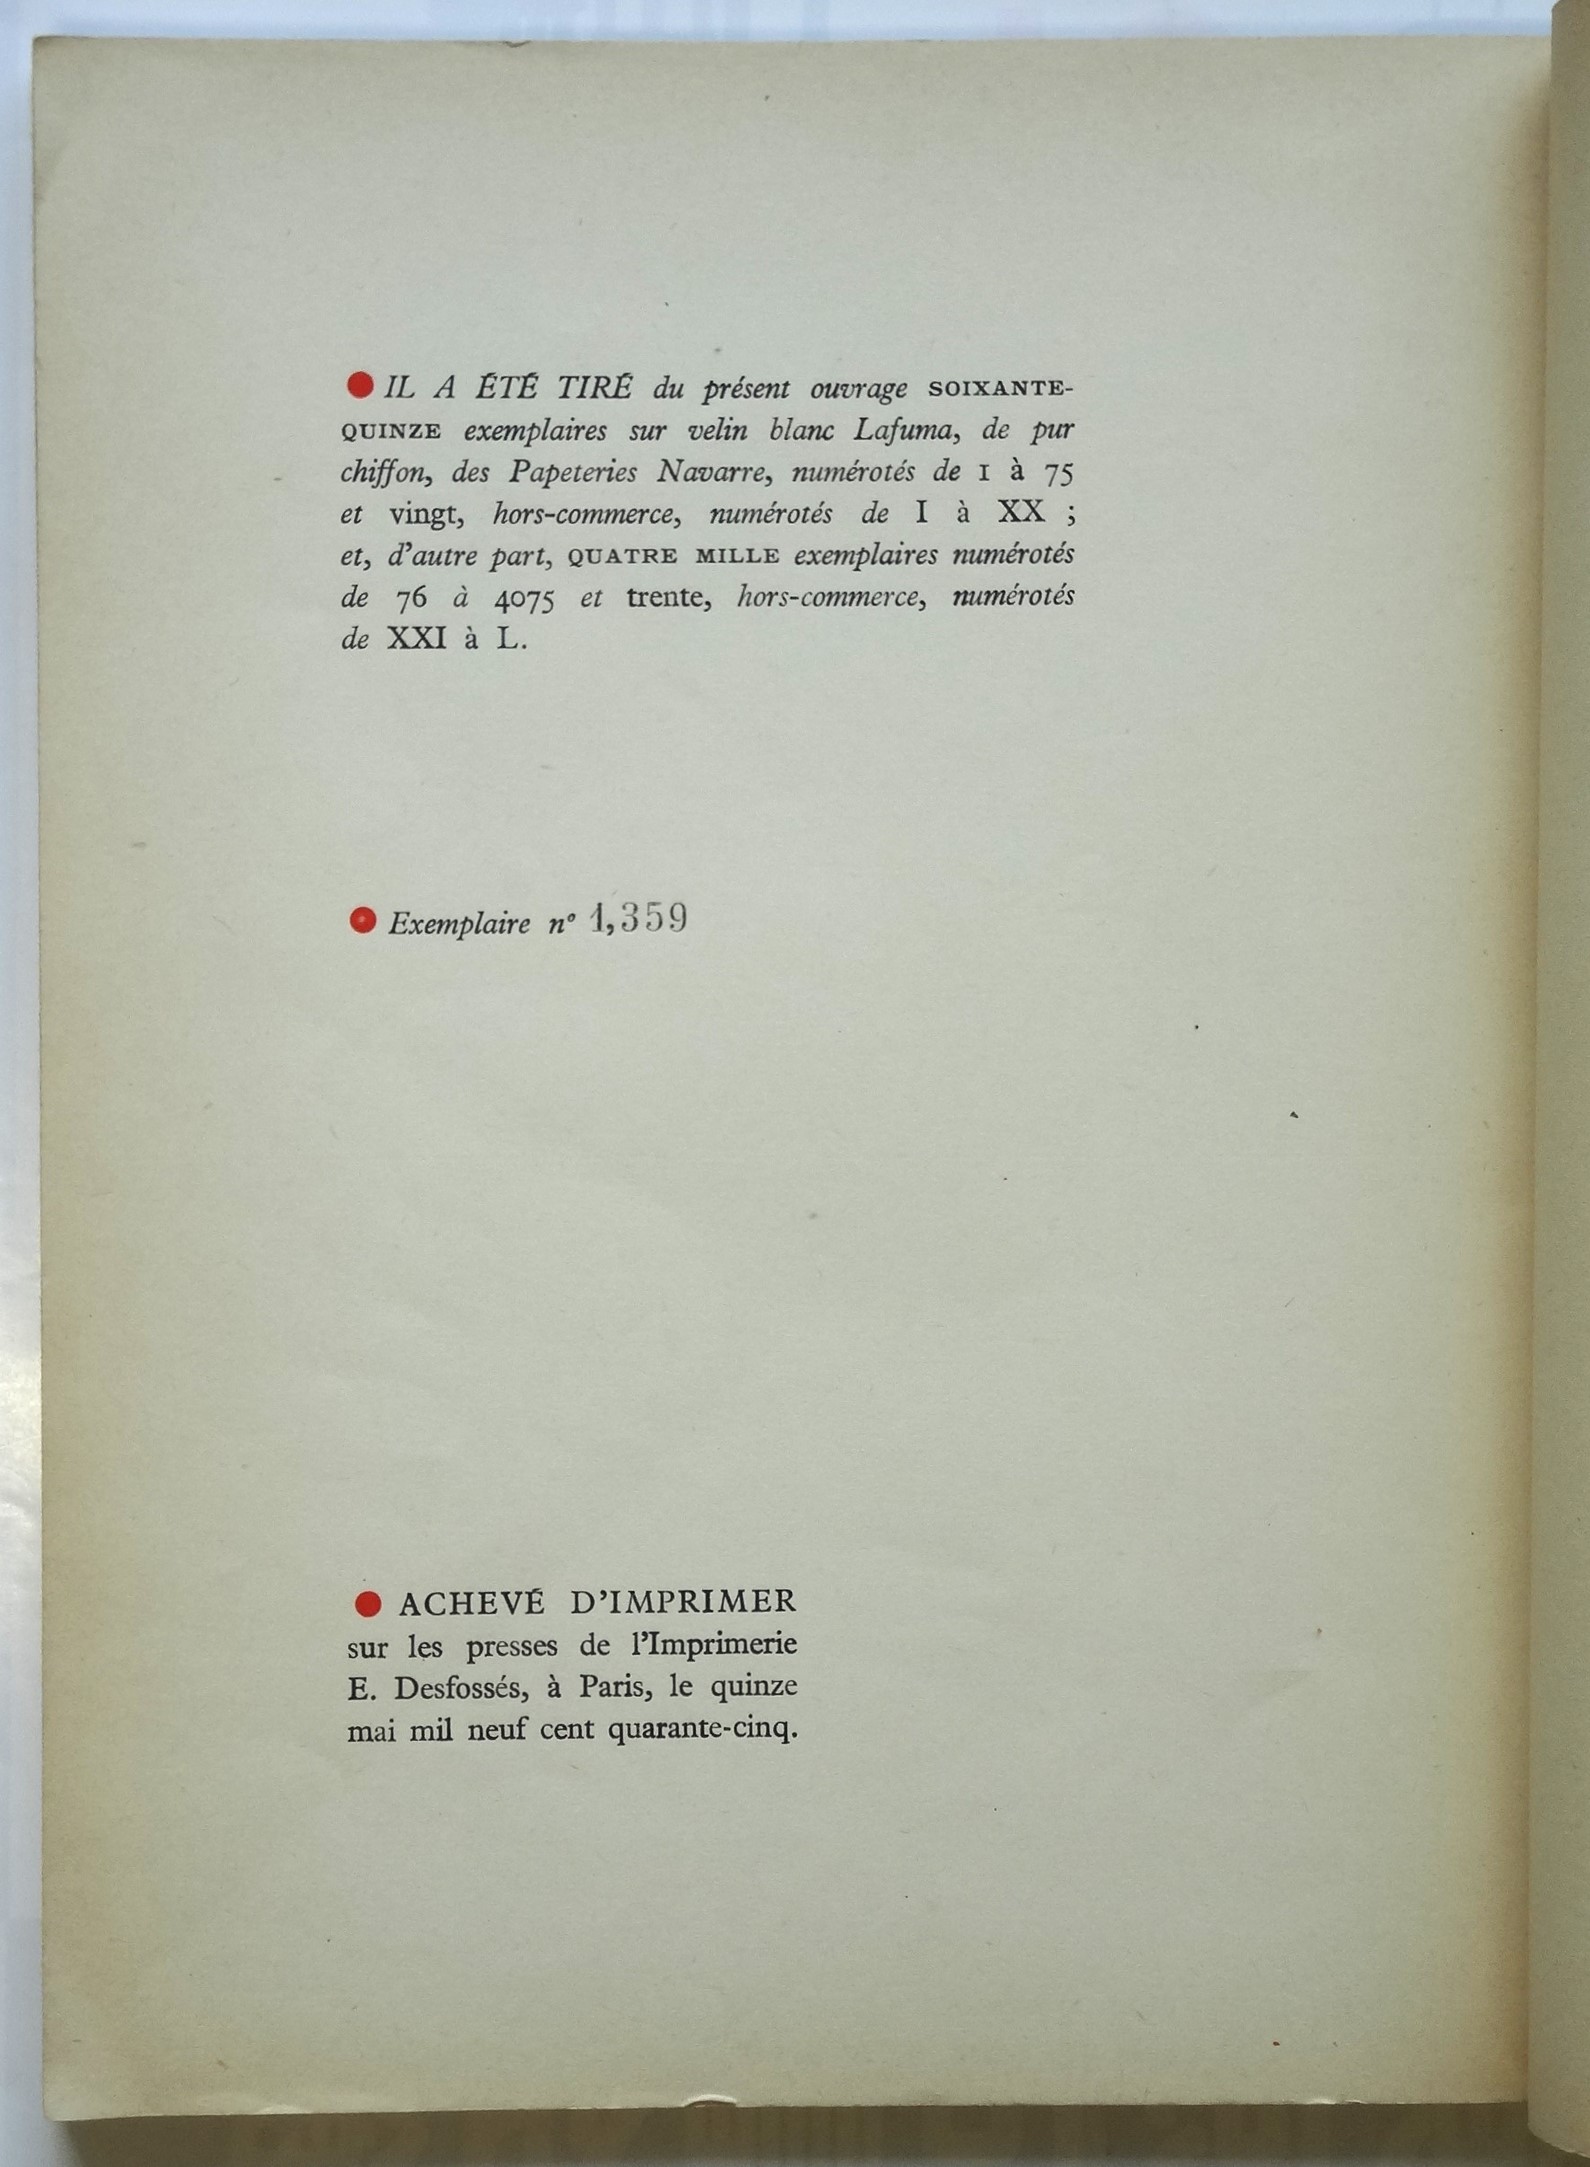 IL A ÉTÉ TIRÉ du présent ouvrage SOIXANTE-
QUINZE exemplaires sur velin blanc Lafuma, de pur
chiffon, des Papeteries Navarre, numérotés de 1 à 75
et vingt, hors-commerce, numérotés de I à XX ;
et, d'autre part, QUATRE MILLE exemplaires numérotés
de 76 à 4075 et trente, hors-commerce, numérotés
de XXI à L.
Exemplaire nº 1,359
ACHEVÉ D'IMPRIMER
sur les presses de l'Imprimerie
E. Desfossés, à Paris, le quinze
mai mil neuf cent quarante-cinq.